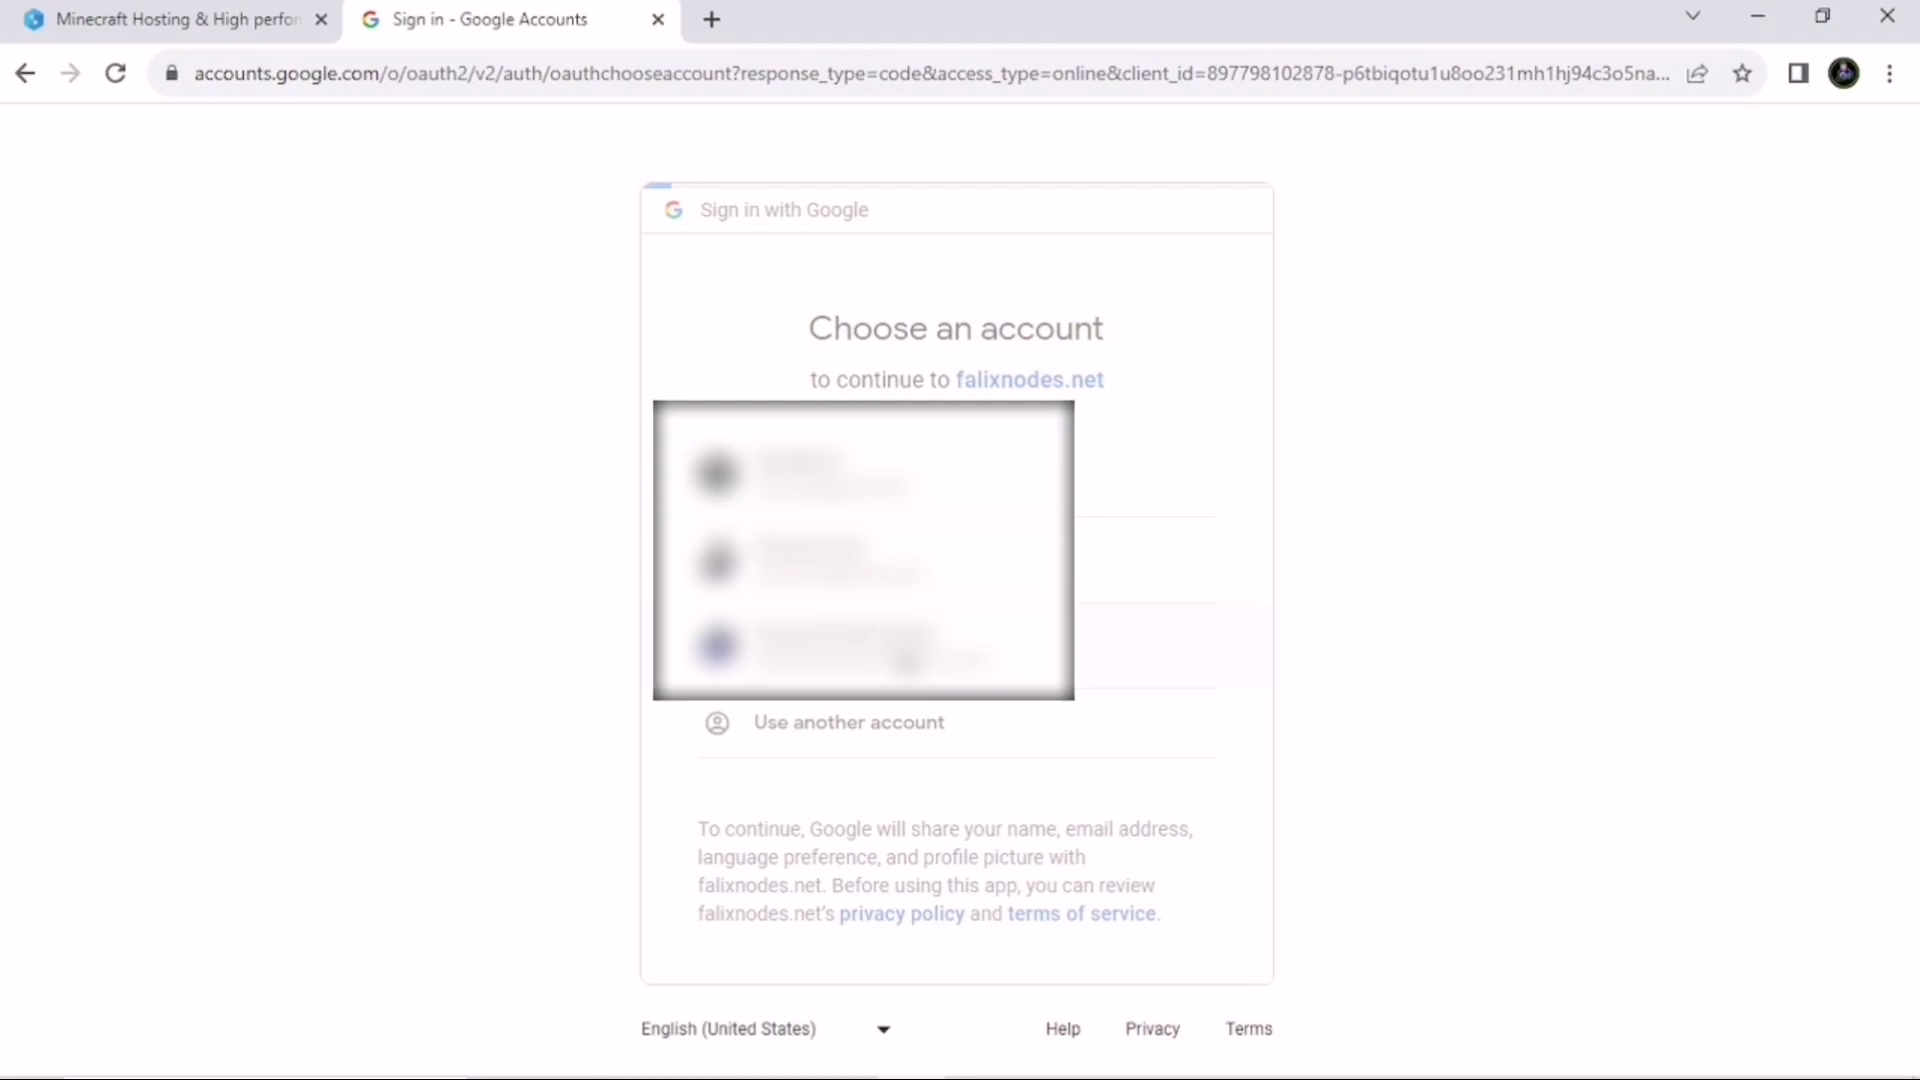 Minecraft Hosting & High perfor
Sign in - Google Accounts
accounts.google.com/o/oauth2/v2/auth/oauthchooseaccount?response_type=code&access_type=online&client_id=897798102878-p6tbiqotu1u8oo231mh1hj94c3o5na...
Sign in with Google
Choose an account
to continue to falixnodes.net
Use another account
To continue, Google will share your name, email address,
language preference, and profile picture with
falixnodes.net. Before using this app, you can review
falixnodes.net's privacy policy and terms of service.
English (United States)
Help
Privacy
Terms